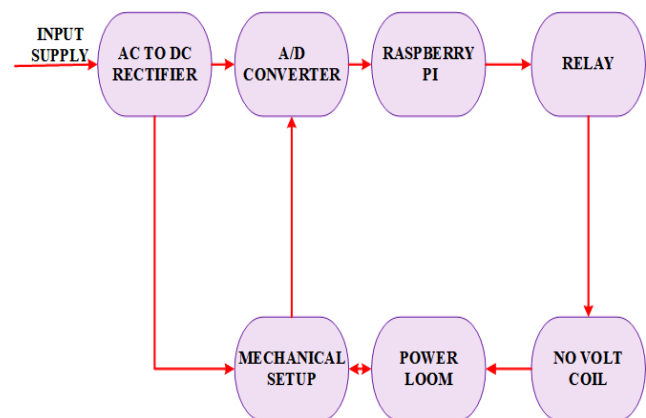 INPUT
SUPPLY
AC TO DC
RECTIFIER
A/D
CONVERTER
RASPBERRY
PI
RELAY
MECHANICAL
SETUP
POWER
LOOM
NO VOLT
COIL